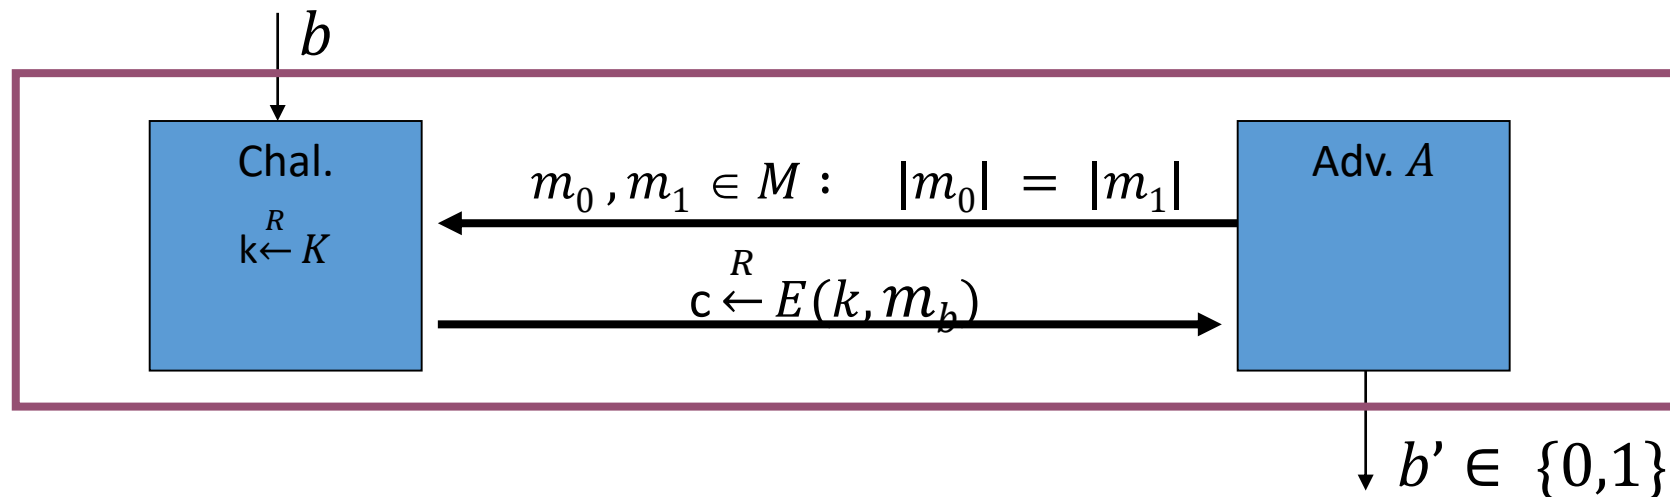 b
Chal.
k ←ᴿ K
m₀ , m₁ ∈ M : |m₀| = |m₁|
c ←ᴿ E(k, m_b)
Adv. A
b’ ∈ {0,1}